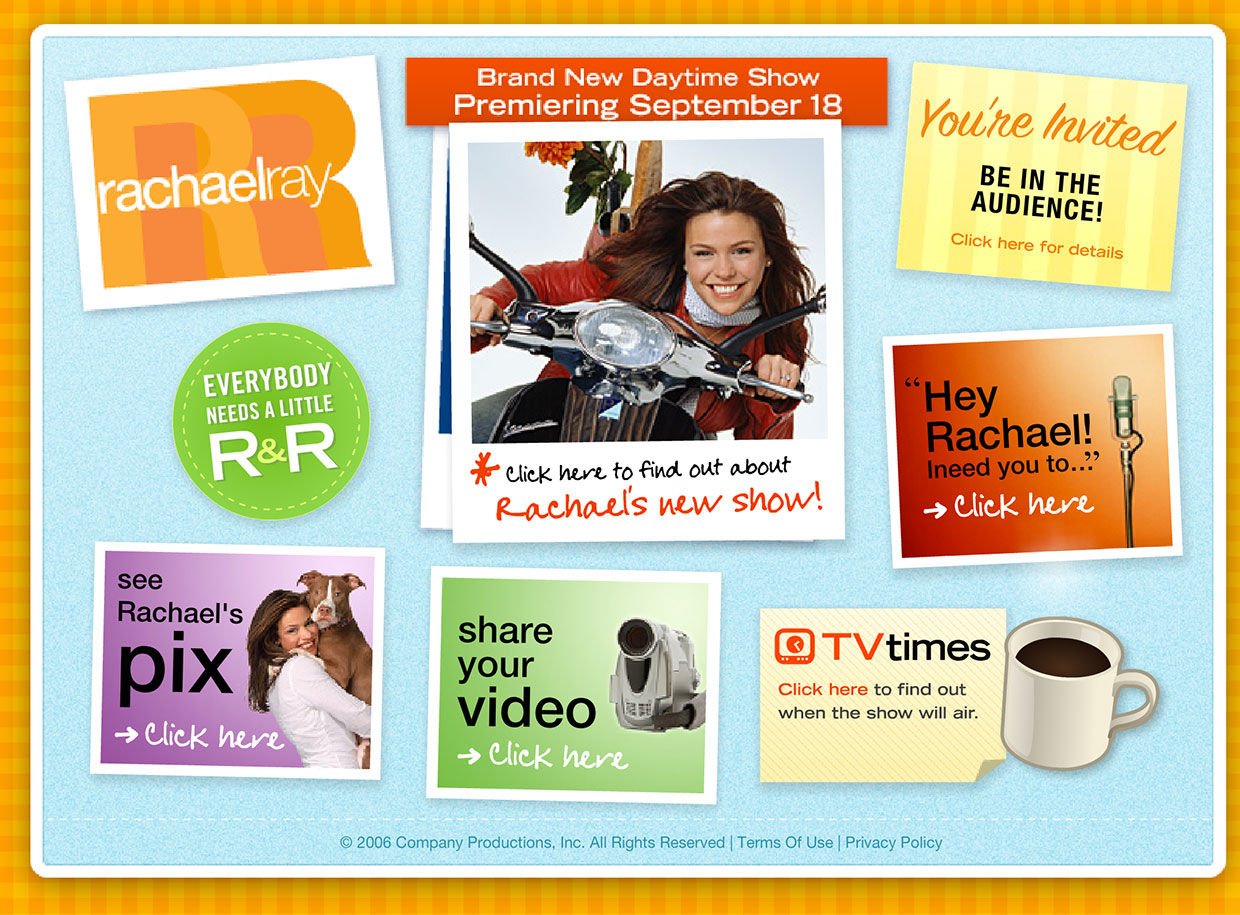 rachaelray
Brand New Daytime Show
Premiering September 18
You're Invited
BE IN THE
AUDIENCE!
Click here for details
EVERYBODY
NEEDS A LITTLE
R&R
* Click here to find out about
Rachael's new show!
“Hey
Rachael!
Ineed you to...”
→ Click here
see
Rachael's
pix
→ Click here
share
your
video
→ Click here
TVtimes
Click here to find out
when the show will air.
© 2006 Company Productions, Inc. All Rights Reserved | Terms Of Use | Privacy Policy